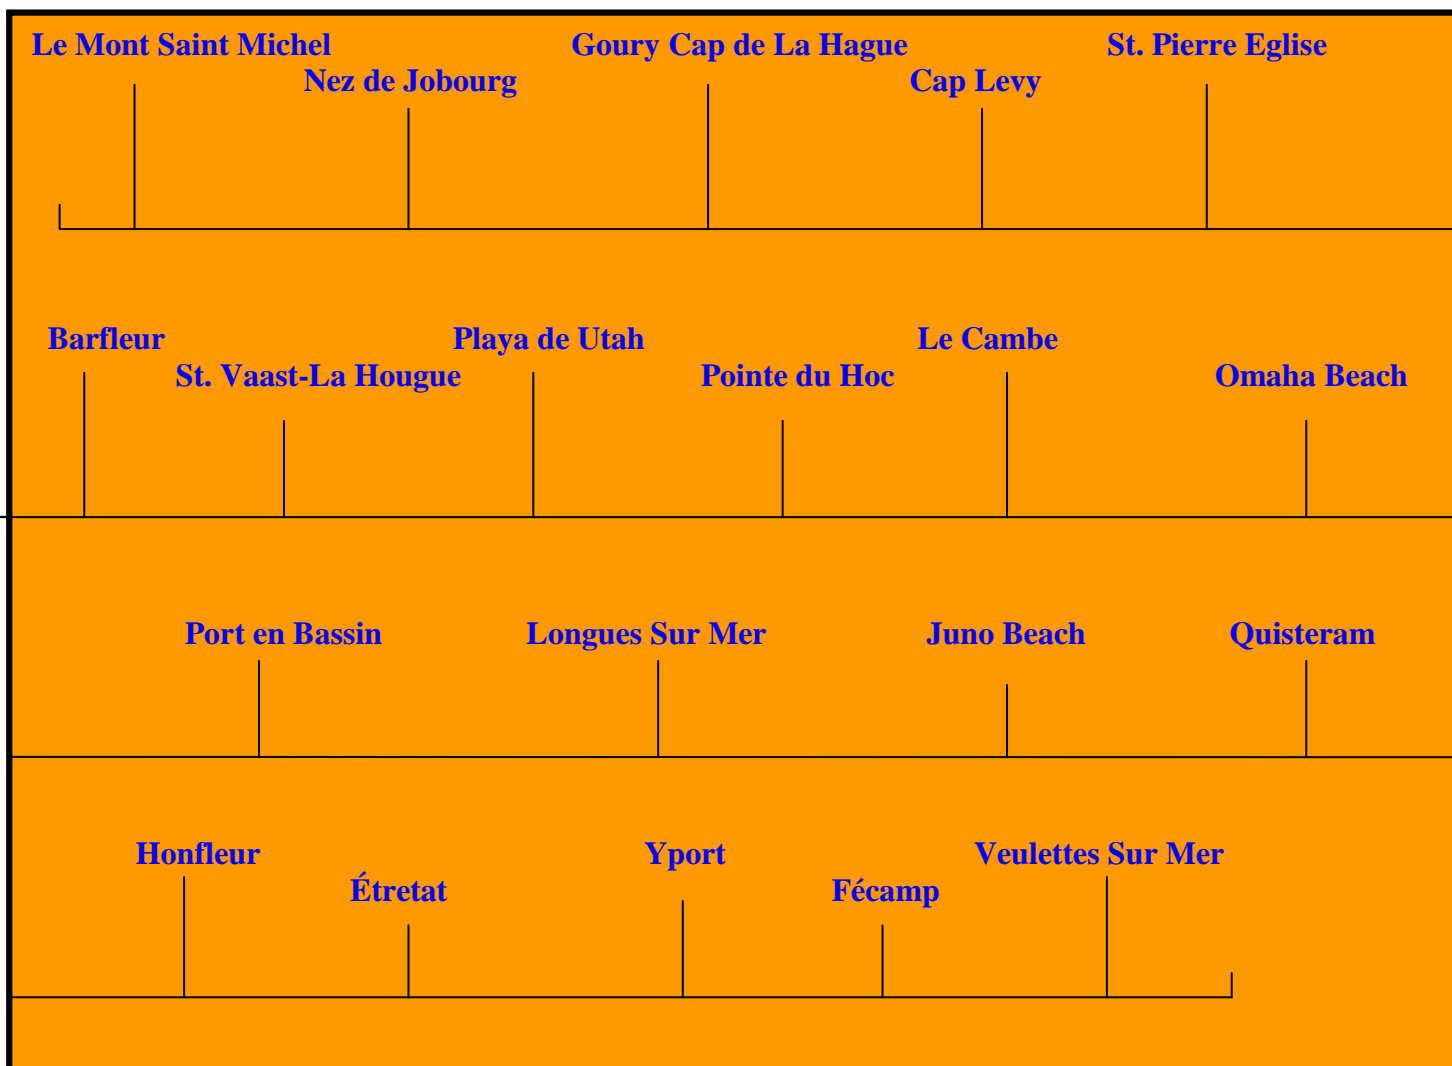 Le Mont Saint Michel
Nez de Jobourg
Goury Cap de La Hague
Cap Levy
St. Pierre Eglise
Barfleur
St. Vaast-La Hougue
Playa de Utah
Pointe du Hoc
Le Cambe
Omaha Beach
Port en Bassin
Longues Sur Mer
Juno Beach
Quisteram
Honfleur
Étretat
Yport
Fécamp
Veulettes Sur Mer